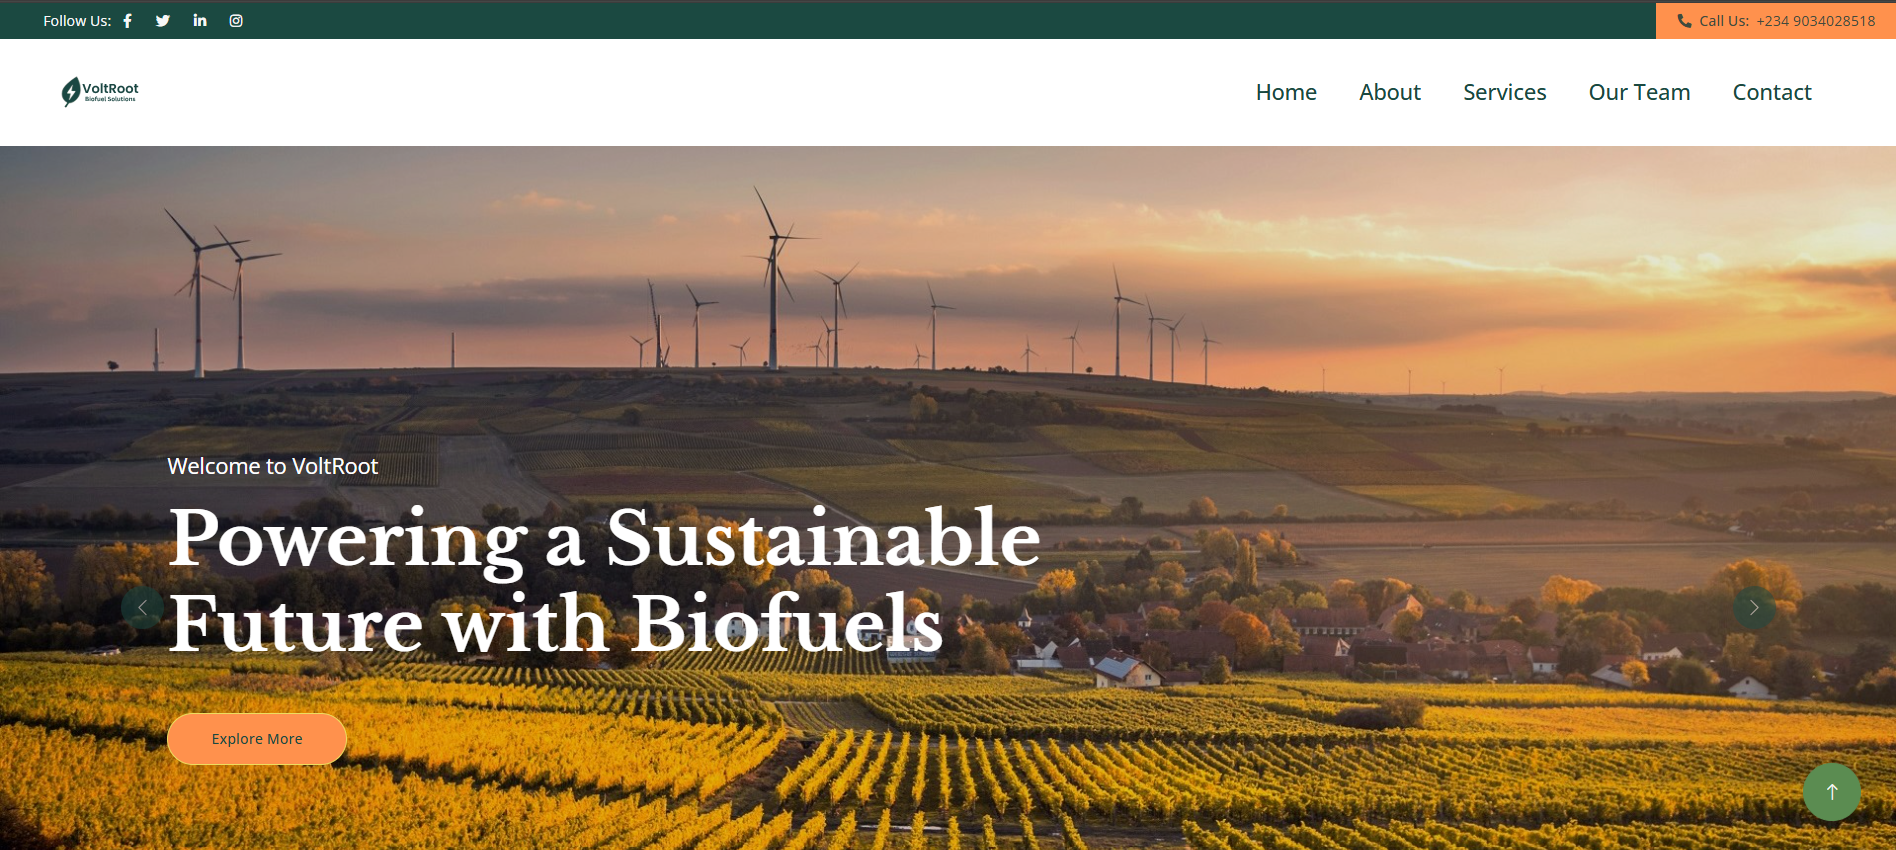 Follow Us:
Call Us: +234 9034028518
VoltRoot
Biofuel Solutions
Home About Services Our Team Contact
Welcome to VoltRoot
Powering a Sustainable
Future with Biofuels
Explore More